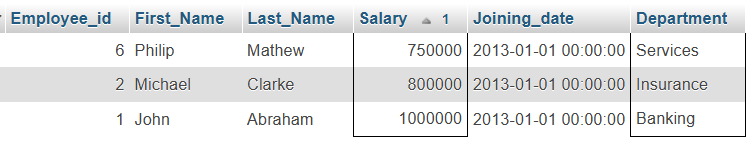 Employee_id First_Name Last_Name Salary 1 Joining_date Department
6 Philip Mathew 750000 2013-01-01 00:00:00 Services
2 Michael Clarke 800000 2013-01-01 00:00:00 Insurance
1 John Abraham 1000000 2013-01-01 00:00:00 Banking